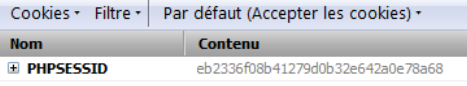 Cookies Filtre Par défaut (Accepter les cookies)
Nom Contenu
PHPSESSID eb2336f08b41279d0b32e642a0e78a68